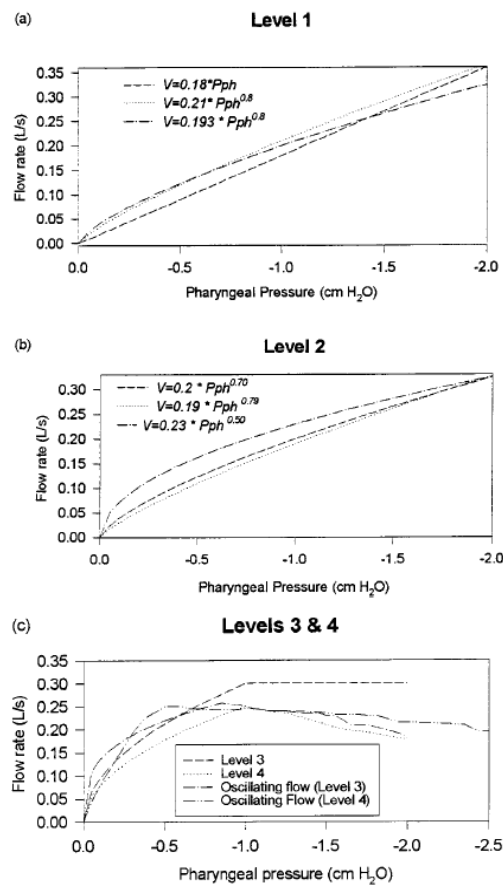 (a)
Level 1
V=0.18*Pph
V=0.21* Pph^0.8
V=0.193 * Pph^0.8
Flow rate (L/s)
0.35
0.30
0.25
0.20
0.15
0.10
0.05
0.00
0.0 -0.5 -1.0 -1.5 -2.0
Pharyngeal Pressure (cm H₂O)
(b)
Level 2
V=0.2 * Pph^0.70
V=0.19 * Pph^0.79
V=0.23 * Pph^0.50
Flow rate (L/s)
0.30
0.25
0.20
0.15
0.10
0.05
0.00
0.0 -0.5 -1.0 -1.5 -2.0
Pharyngeal Pressure (cm H₂O)
(c)
Levels 3 & 4
Flow rate (L/s)
0.35
0.30
0.25
0.20
0.15
0.10
0.05
0.00
Level 3
Level 4
Oscillating flow (Level 3)
Oscillating Flow (Level 4)
0.0 -0.5 -1.0 -1.5 -2.0 -2.5
Pharyngeal pressure (cm H₂O)